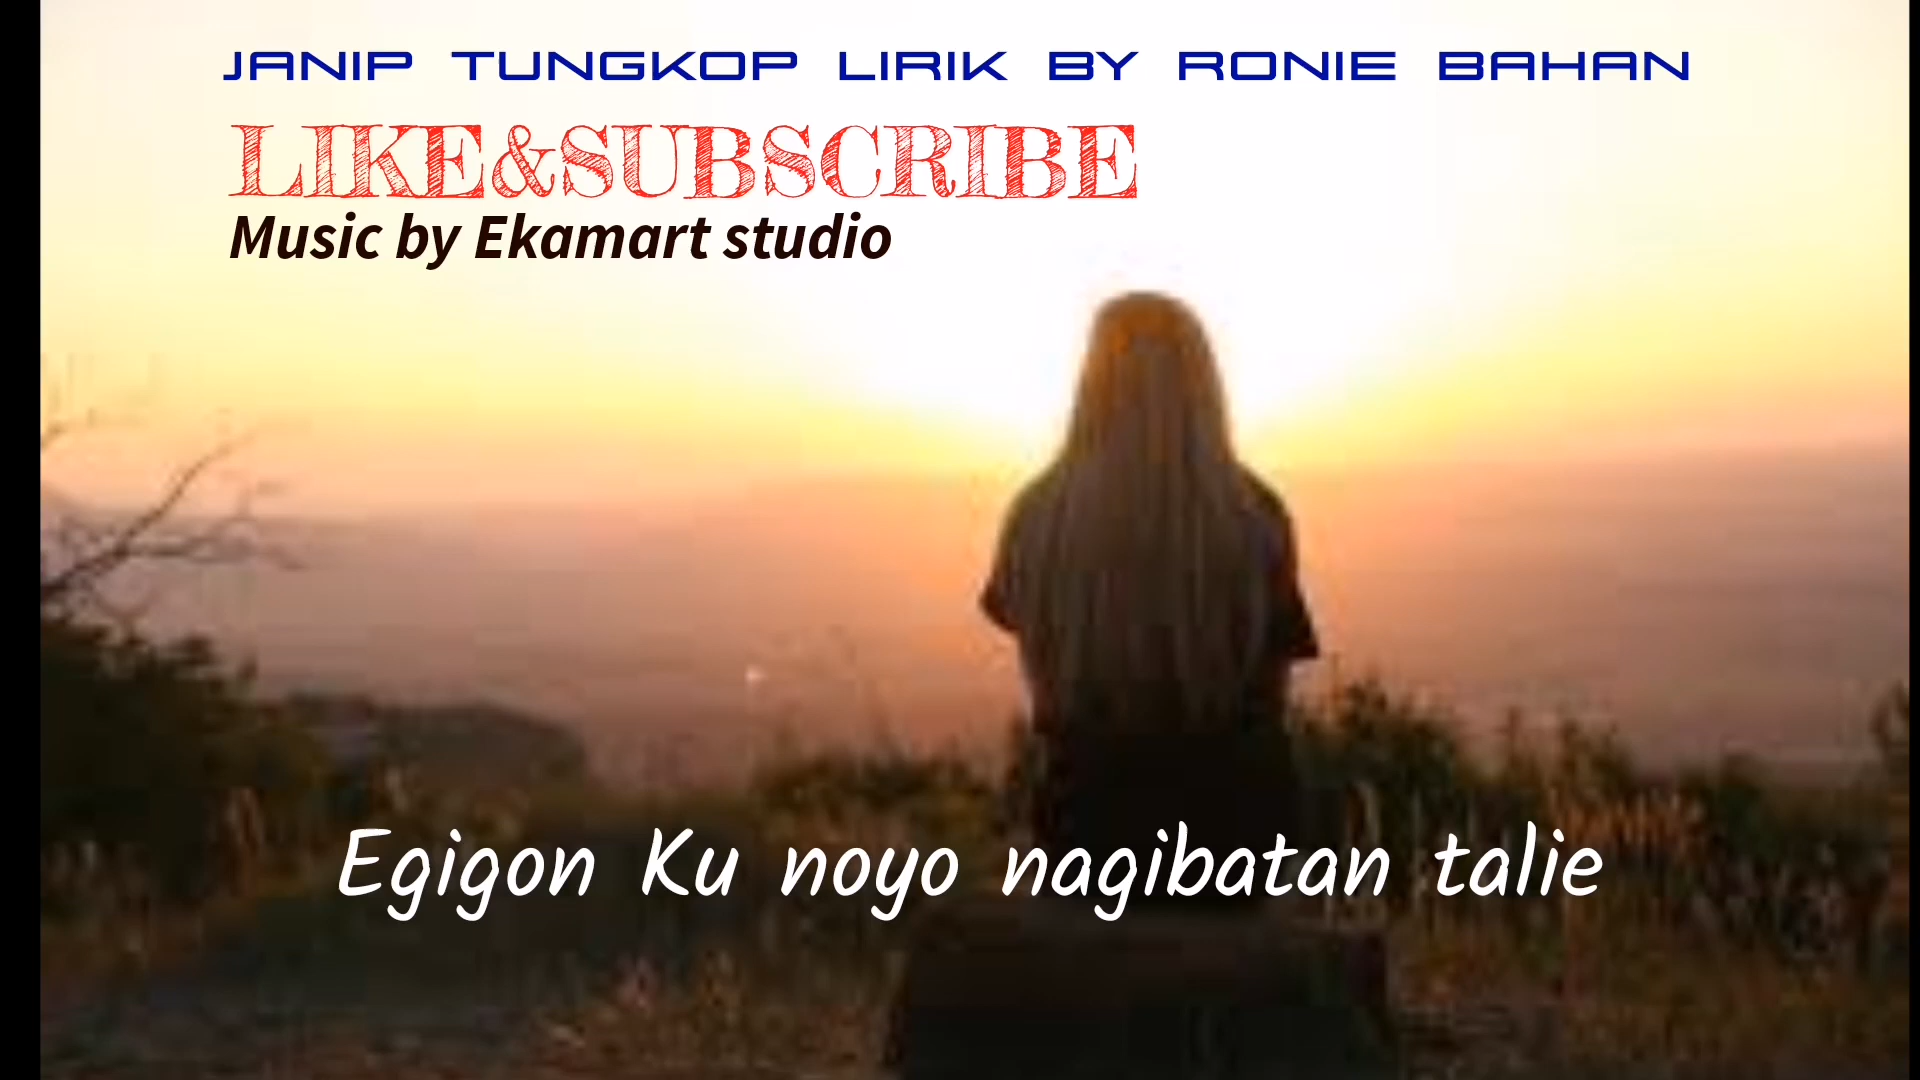 JANIP TUNGKOP LIRIK BY RONIE BAHAN
LIKE&SUBSCRIBE
Music by Ekamart studio
Egigon Ku noyo nagibatan talie